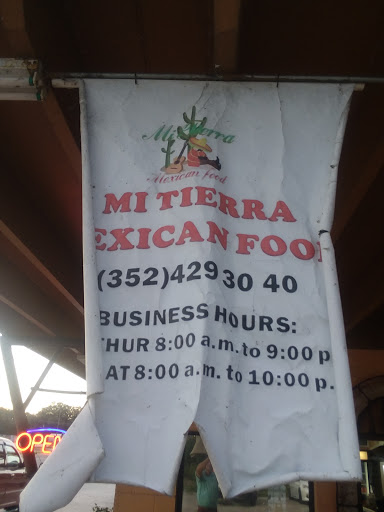 Mi Tierra
Mexican food
MI TIERRA
EXICAN FOO
(352)429 30 40
BUSINESS HOURS:
THUR 8:00 a.m. to 9:00 p
AT 8:00 a.m. to 10:00 p.
OPEN